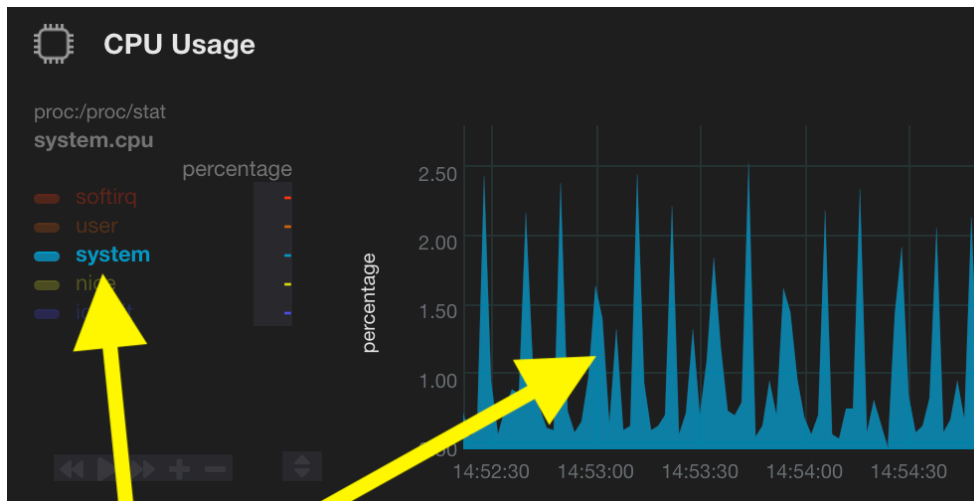 CPU Usage
proc:/proc/stat
system.cpu
percentage
softirq
user
system
nice
percentage
2.50
2.00
1.50
1.00
14:52:30 14:53:00 14:53:30 14:54:00 14:54:30